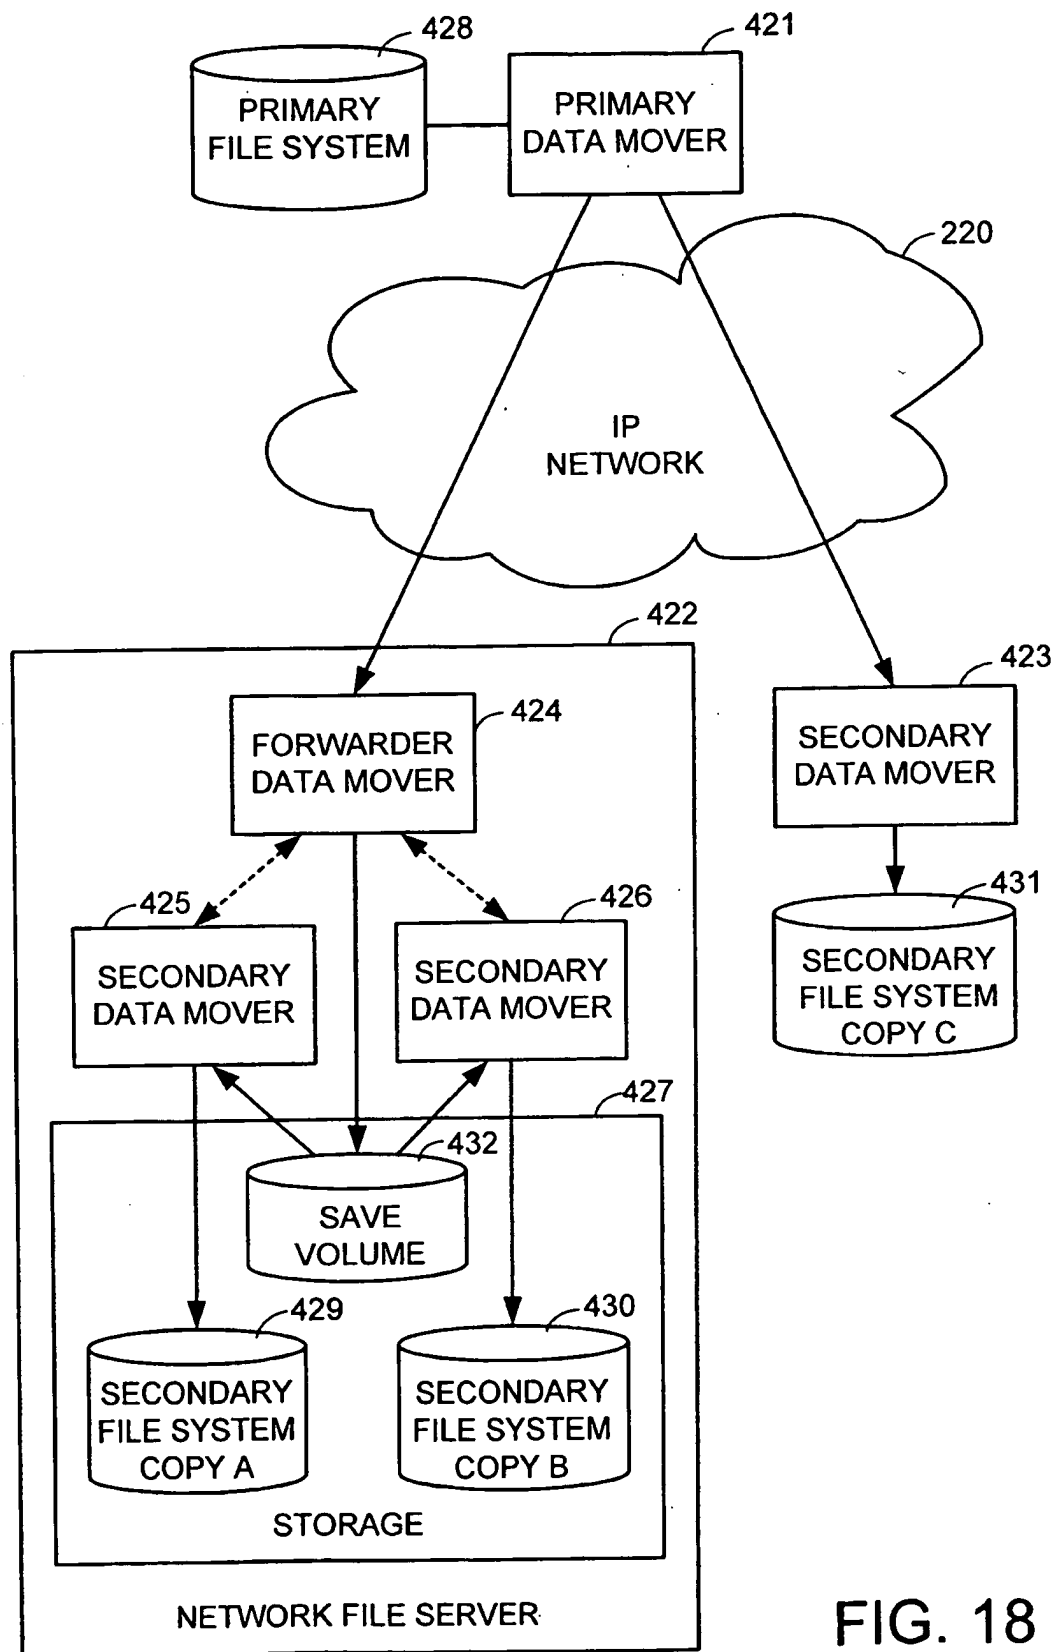 428
421
PRIMARY
FILE SYSTEM
PRIMARY
DATA MOVER
220
IP
NETWORK
422
423
424
FORWARDER
DATA MOVER
SECONDARY
DATA MOVER
425
426
431
SECONDARY
DATA MOVER
SECONDARY
DATA MOVER
SECONDARY
FILE SYSTEM
COPY C
427
432
SAVE
VOLUME
429
430
SECONDARY
FILE SYSTEM
COPY A
SECONDARY
FILE SYSTEM
COPY B
STORAGE
NETWORK FILE SERVER
FIG. 18